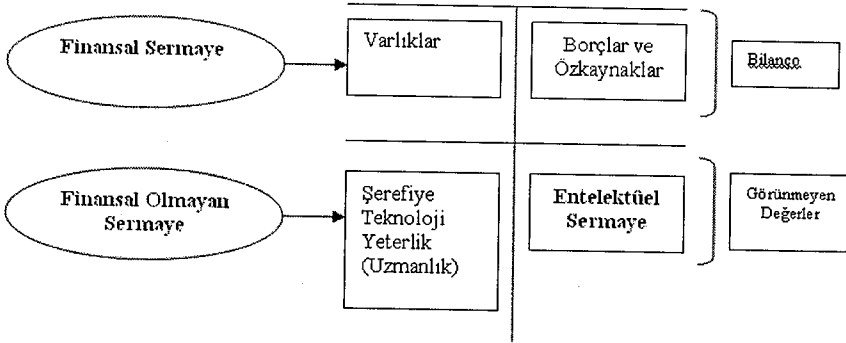 Finansal Sermaye
Varlıklar
Borçlar ve
Özkaynaklar
Bilanço
Finansal Olmayan
Sermaye
Şerefiye
Teknoloji
Yeterlik
(Uzmanlık)
Entelektüel
Sermaye
Görünmeyen
Değerler